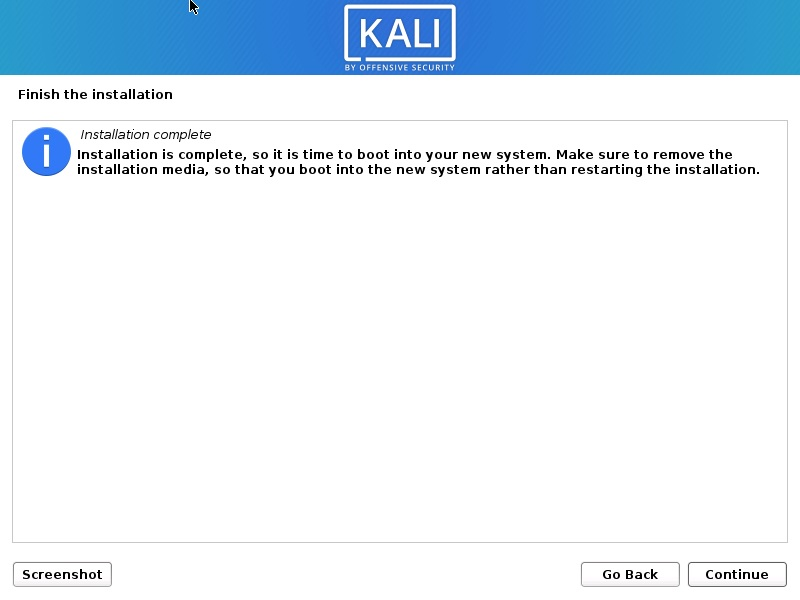 KALI
BY OFFENSIVE SECURITY
Finish the installation
Installation complete
Installation is complete, so it is time to boot into your new system. Make sure to remove the
installation media, so that you boot into the new system rather than restarting the installation.
Screenshot
Go Back
Continue